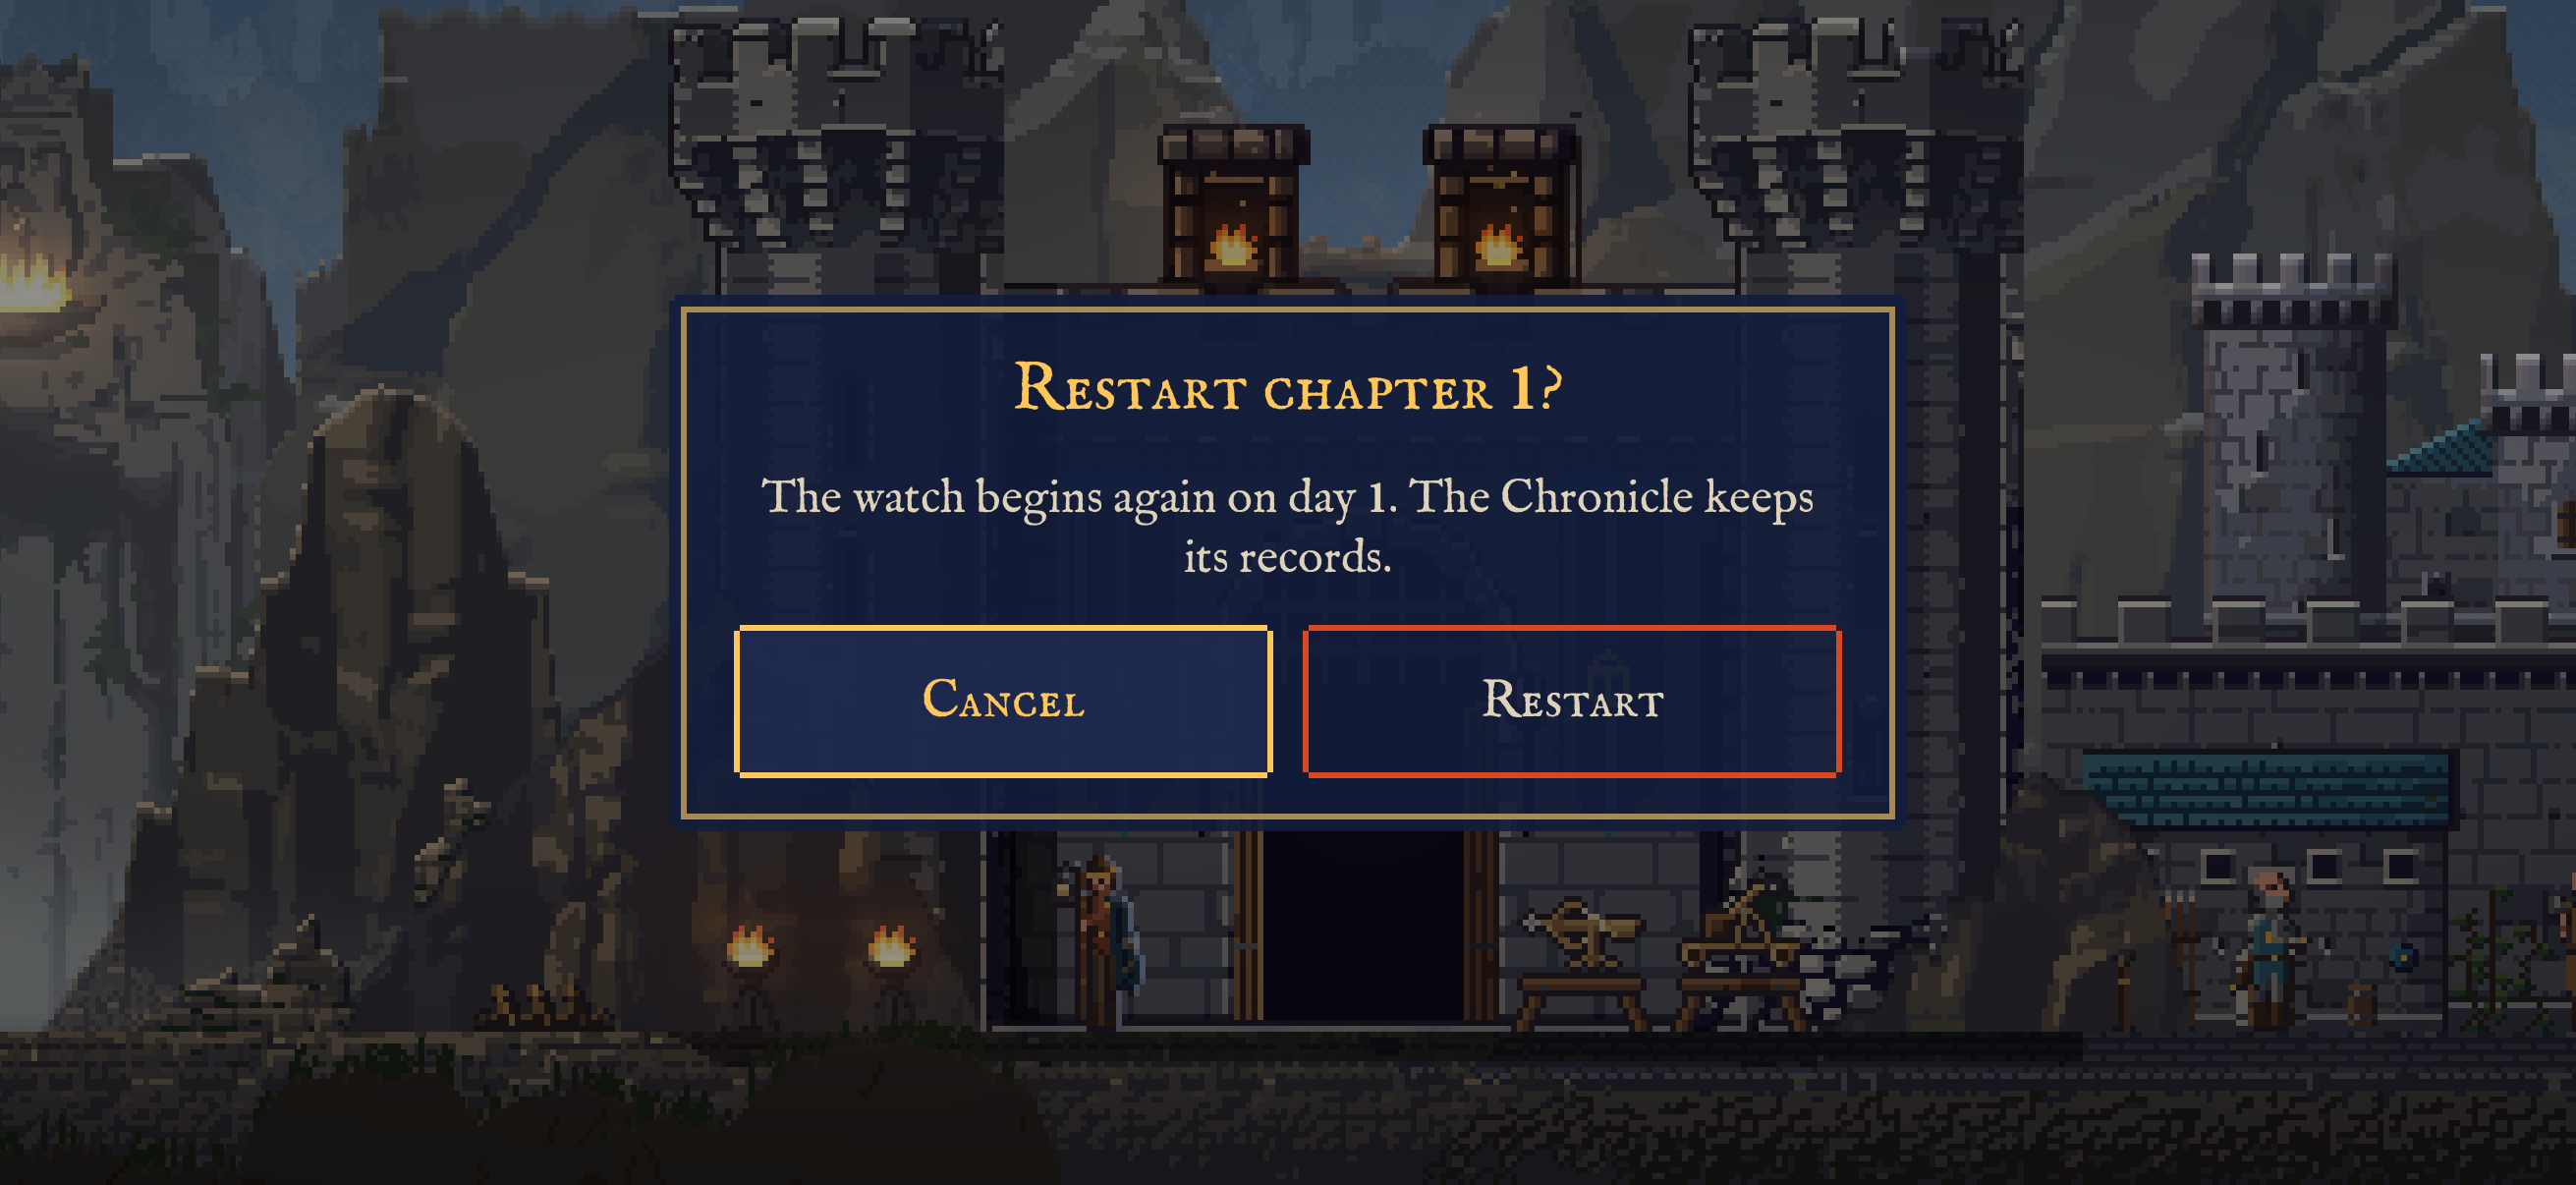 Restart chapter 1?
The watch begins again on day 1. The Chronicle keeps
its records.
Cancel
Restart